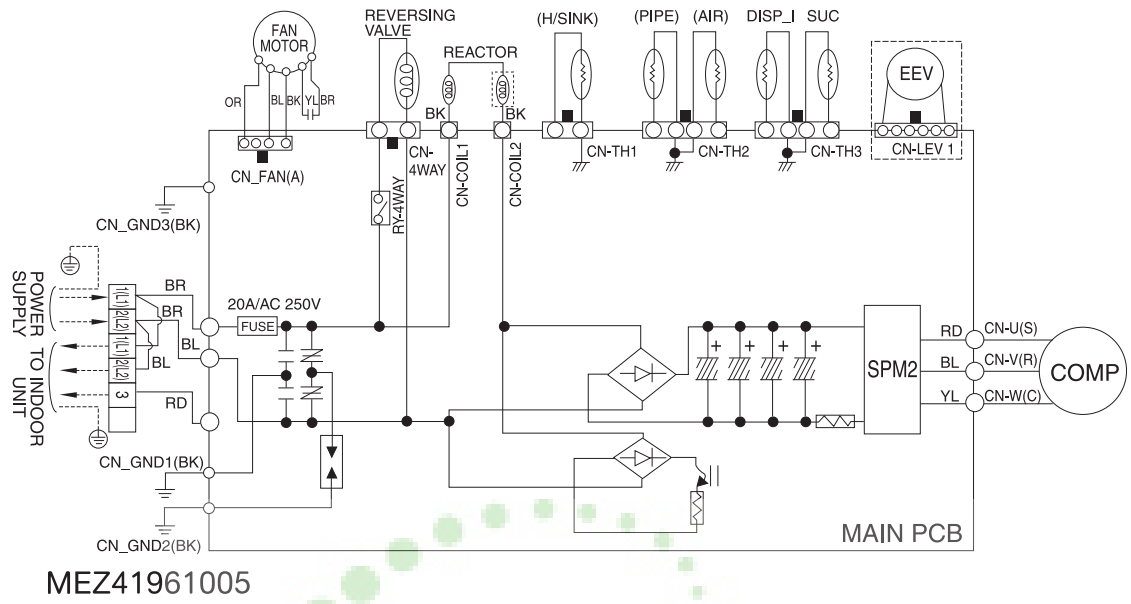 FAN
MOTOR
REVERSING
VALVE
REACTOR
(H/SINK)
(PIPE)
(AIR)
DISP_I
SUC
EEV
OR
BL
BK
YL
BR
BK
BK
CN_FAN(A)
CN-
4WAY
CN-COIL1
CN-COIL2
CN-TH1
CN-TH2
CN-TH3
CN-LEV 1
RY-4WAY
CN_GND3(BK)
POWER
SUPPLY
TO INDOOR
UNIT
1(L1)
2(L2)
1(L1)
2(L2)
3
BR
BR
BL
BL
RD
20A/AC 250V
FUSE
+
+
+
+
SPM2
RD
BL
YL
CN-U(S)
CN-V(R)
CN-W(C)
COMP
CN_GND1(BK)
CN_GND2(BK)
MAIN PCB
MEZ41961005